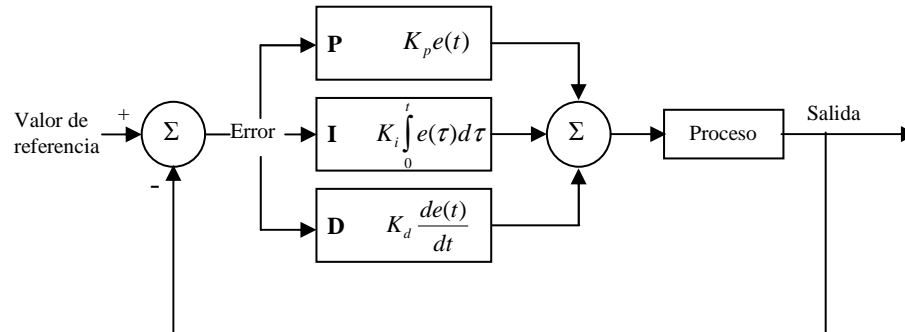 P K_p e(t)
Valor de
referencia
+
-
Σ
Error
I K_i ∫_0^t e(τ)dτ
D K_d de(t)/dt
Σ
Proceso
Salida